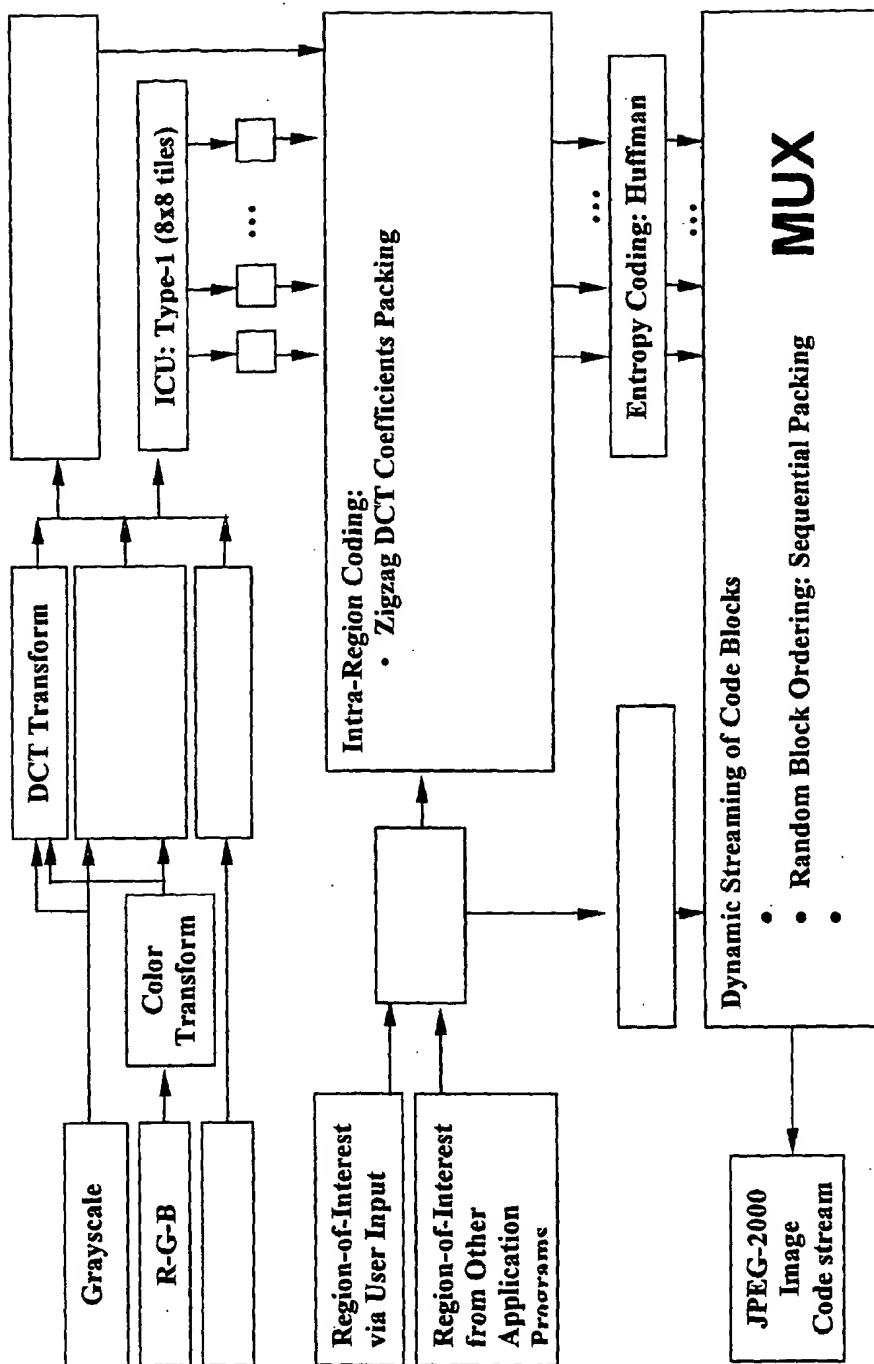 Grayscale
R-G-B
Color
Transform
DCT Transform
ICU: Type-1 (8x8 tiles)
...
Region-of-Interest
via User Input
Region-of-Interest
from Other
Application
Programs
Intra-Region Coding:
• Zigzag DCT Coefficients Packing
...
Entropy Coding: Huffman
...
Dynamic Streaming of Code Blocks
•
• Random Block Ordering: Sequential Packing
•
MUX
JPEG-2000
Image
Code stream